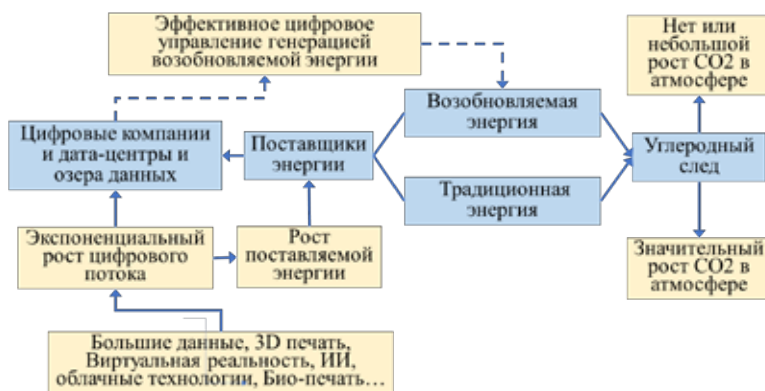 Эффективное цифровое
управление генерацией
возобновляемой энергии
Нет или
небольшой
рост СО2 в
атмосфере
Цифровые компании
и дата-центры и
озера данных
Поставщики
энергии
Возобновляемая
энергия
Традиционная
энергия
Углеродный
след
Экспоненциальный
рост цифрового
потока
Рост
поставляемой
энергии
Значительный
рост СО2 в
атмосфере
Большие данные, 3D печать,
Виртуальная реальность, ИИ,
облачные технологии, Био-печать…